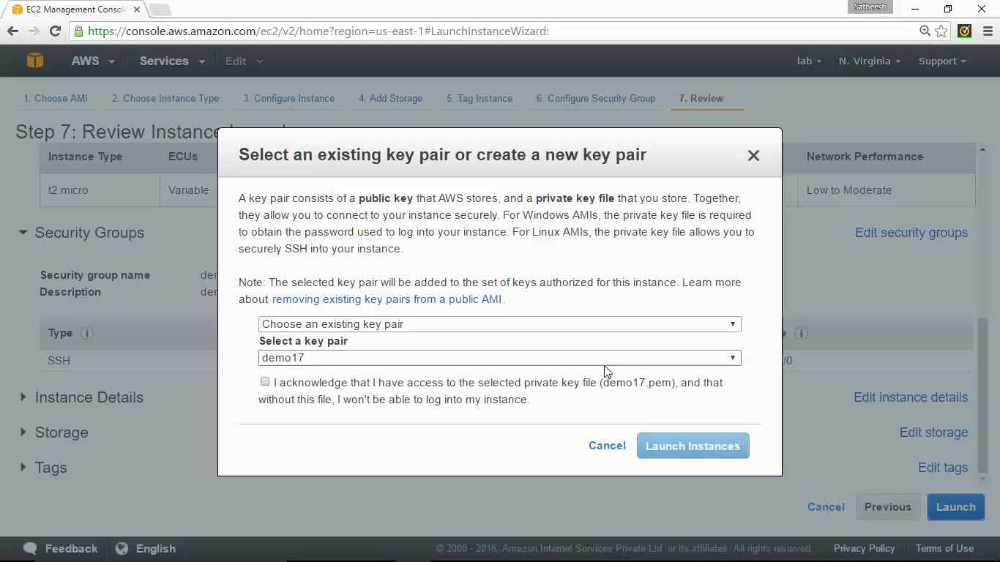 EC2 Management Consol
Satheesh
https://console.aws.amazon.com/ec2/v2/home?region=us-east-1#LaunchInstanceWizard:
AWS Services Edit lab N. Virginia Support
1. Choose AMI 2. Choose Instance Type 3. Configure Instance 4. Add Storage 5. Tag Instance 6. Configure Security Group 7. Review
Step 7: Review Instance
Instance Type ECUs Network Performance
t2.micro Variable Low to Moderate
Security Groups Edit security groups
Security group name
Description
Type
SSH /0
Instance Details Edit instance details
Storage Edit storage
Tags Edit tags
Select an existing key pair or create a new key pair
A key pair consists of a public key that AWS stores, and a private key file that you store. Together,
they allow you to connect to your instance securely. For Windows AMIs, the private key file is required
to obtain the password used to log into your instance. For Linux AMIs, the private key file allows you to
securely SSH into your instance.
Note: The selected key pair will be added to the set of keys authorized for this instance. Learn more
about removing existing key pairs from a public AMI.
Choose an existing key pair
Select a key pair
demo17
I acknowledge that I have access to the selected private key file (demo17.pem), and that
without this file, I won't be able to log into my instance.
Cancel Launch Instances
Cancel Previous Launch
Feedback English © 2008 - 2016, Amazon Internet Services Private Ltd. or its affiliates. All rights reserved. Privacy Policy Terms of Use